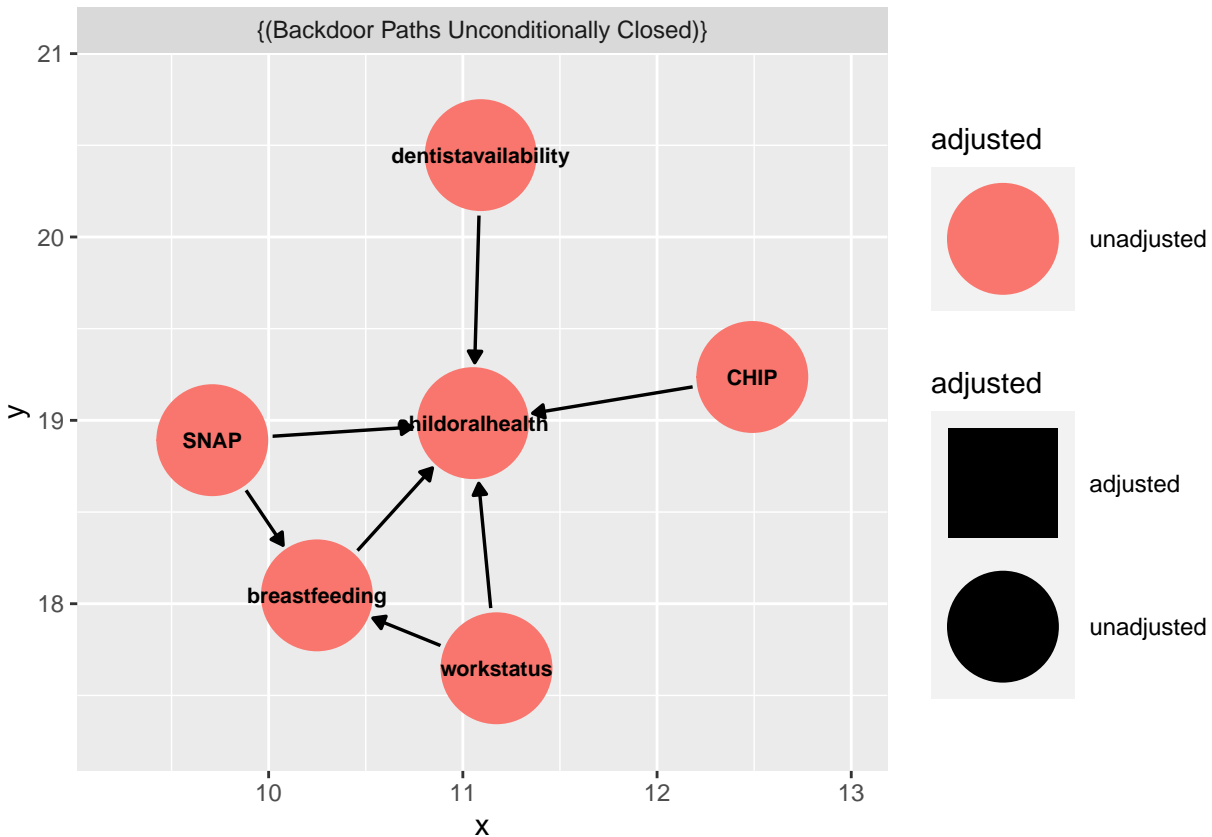 {(Backdoor Paths Unconditionally Closed)}
21
20
19
18
y
dentistavailability
CHIP
childoralhealth
SNAP
breastfeeding
workstatus
10
11
12
13
x
adjusted
unadjusted
adjusted
adjusted
unadjusted